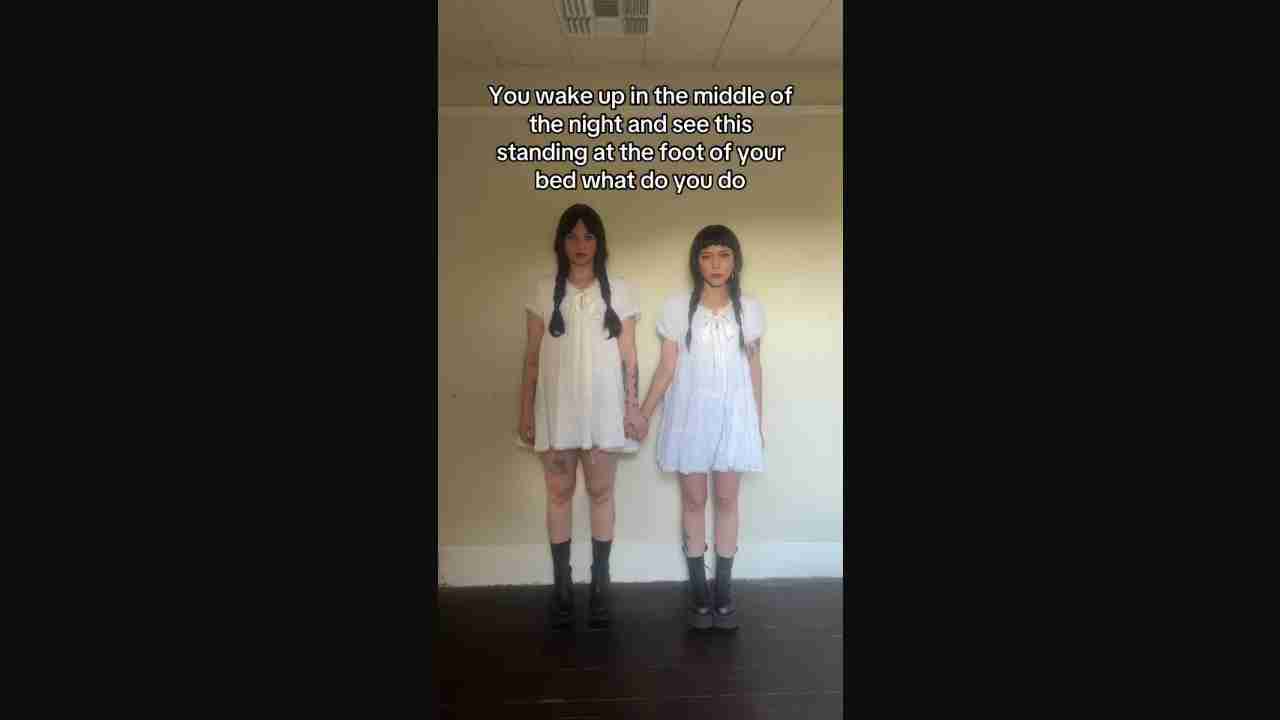 You wake up in the middle of
the night and see this
standing at the foot of your
bed what do you do